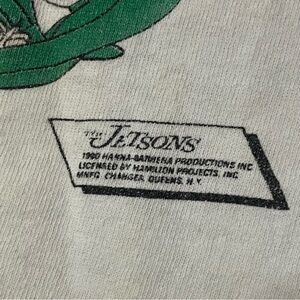 THE JETSONS
1990 HANNA-BARBERA PRODUCTIONS INC
LICENSED BY HAMILTON PROJECTS, INC
MNFG. CHANGES, QUEENS, N.Y.